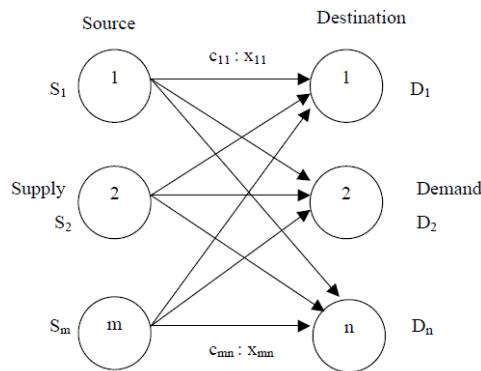 Source Destination
c₁₁ : x₁₁
1 1
S₁ D₁
Supply 2 2 Demand
S₂ D₂
Sₘ m n Dₙ
cₘₙ : xₘₙ